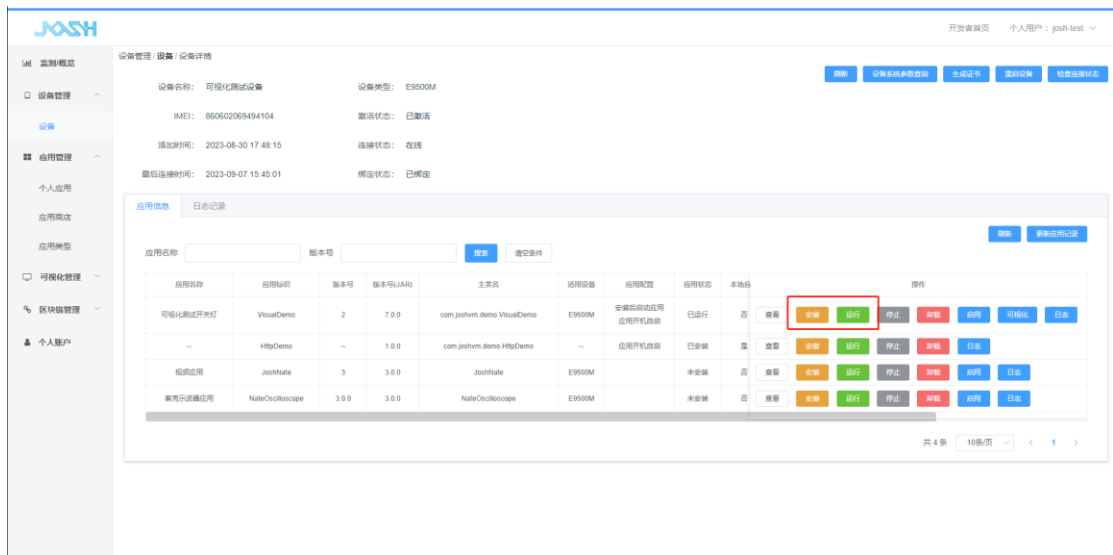 JOSH
开发者首页 个人用户：josh-test
监测/概览
设备管理
设备
应用管理
个人应用
应用商店
应用类型
可视化管理
区块链管理
个人账户
设备管理 / 设备 / 设备详情
刷新 设备系统参数查询 生成证书 重启设备 检查连接状态
设备名称： 可视化测试设备 设备类型： E9500M
IMEI： 860602069494104 激活状态： 已激活
添加时间： 2023-08-30 17:48:15 连接状态： 在线
最后连接时间： 2023-09-07 15:45:01 绑定状态： 已绑定
应用信息 日志记录
刷新 更新应用记录
应用名称 版本号 搜索 清空条件
应用名称 应用标识 版本号 版本号(JAR) 主类名 适用设备 应用配置 应用状态 本地应 操作
可视化测试开关灯 VisualDemo 2 7.0.0 com.joshvm.demo.VisualDemo E9500M 安装后启动应用 应用开机自启 已运行 否 查看 安装 运行 停止 卸载 启用 可视化 日志
-- HttpDemo -- 1.0.0 com.joshvm.demo.HttpDemo -- 应用开机自启 已安装 是 查看 安装 运行 停止 卸载 日志
视频应用 JoshNate 3 3.0.0 JoshNate E9500M 未安装 否 查看 安装 运行 停止 卸载 启用 日志
泰克示波器应用 NateOscilloscope 3.0.0 3.0.0 NateOscilloscope E9500M 未安装 否 查看 安装 运行 停止 卸载 启用 日志
共 4 条 10条/页 < 1 >